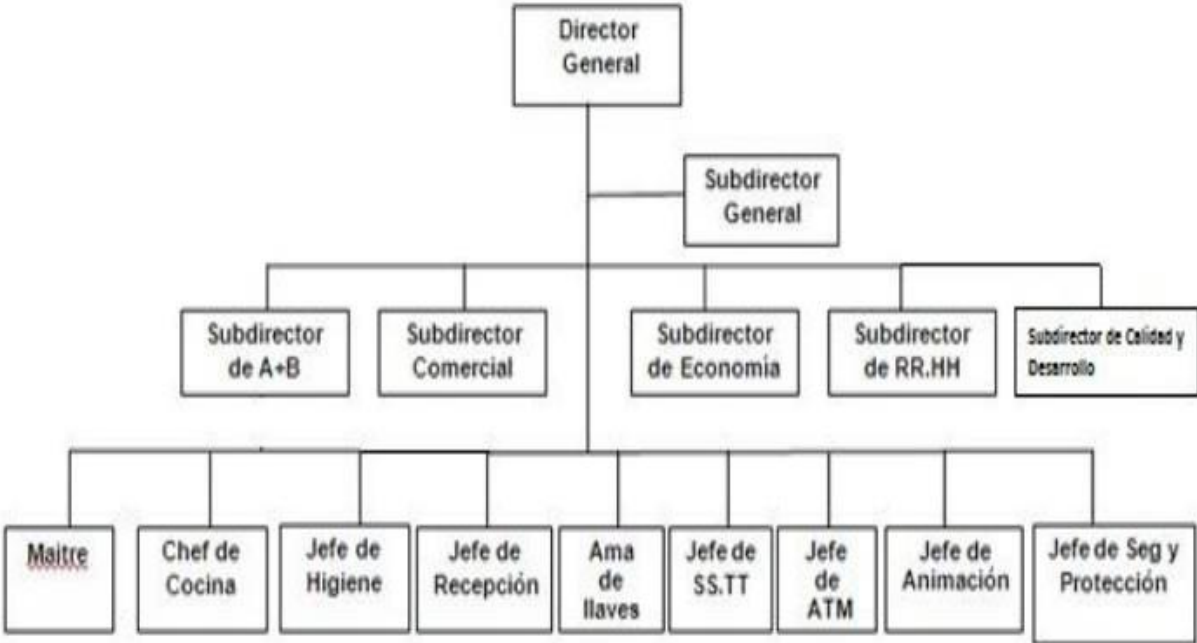 Director
General
Subdirector
General
Subdirector
de A+B
Subdirector
Comercial
Subdirector
de Economía
Subdirector
de RR.HH
Subdirector de Calidad y
Desarrollo
Maitre
Chef de
Cocina
Jefe de
Higiene
Jefe de
Recepción
Ama
de
llaves
Jefe de
SS.TT
Jefe
de
ATM
Jefe de
Animación
Jefe de Seg y
Protección